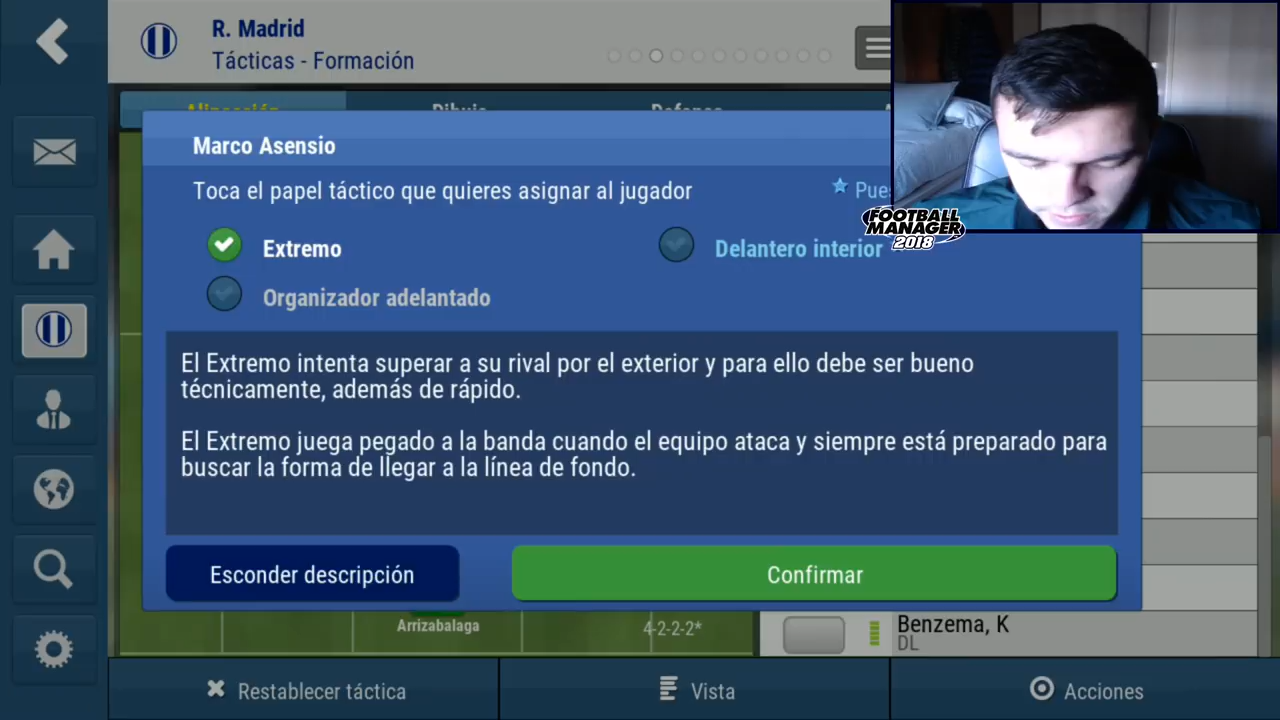 R. Madrid
Tácticas - Formación
Alineación
Dibujo
Defensa
Marco Asensio
Toca el papel táctico que quieres asignar al jugador
FOOTBALL
MANAGER
2018
Extremo
Delantero interior
Organizador adelantado
El Extremo intenta superar a su rival por el exterior y para ello debe ser bueno
técnicamente, además de rápido.
El Extremo juega pegado a la banda cuando el equipo ataca y siempre está preparado para
buscar la forma de llegar a la línea de fondo.
Esconder descripción
Confirmar
Arrizabalaga
4-2-2-2*
Benzema, K
DL
Restablecer táctica
Vista
Acciones